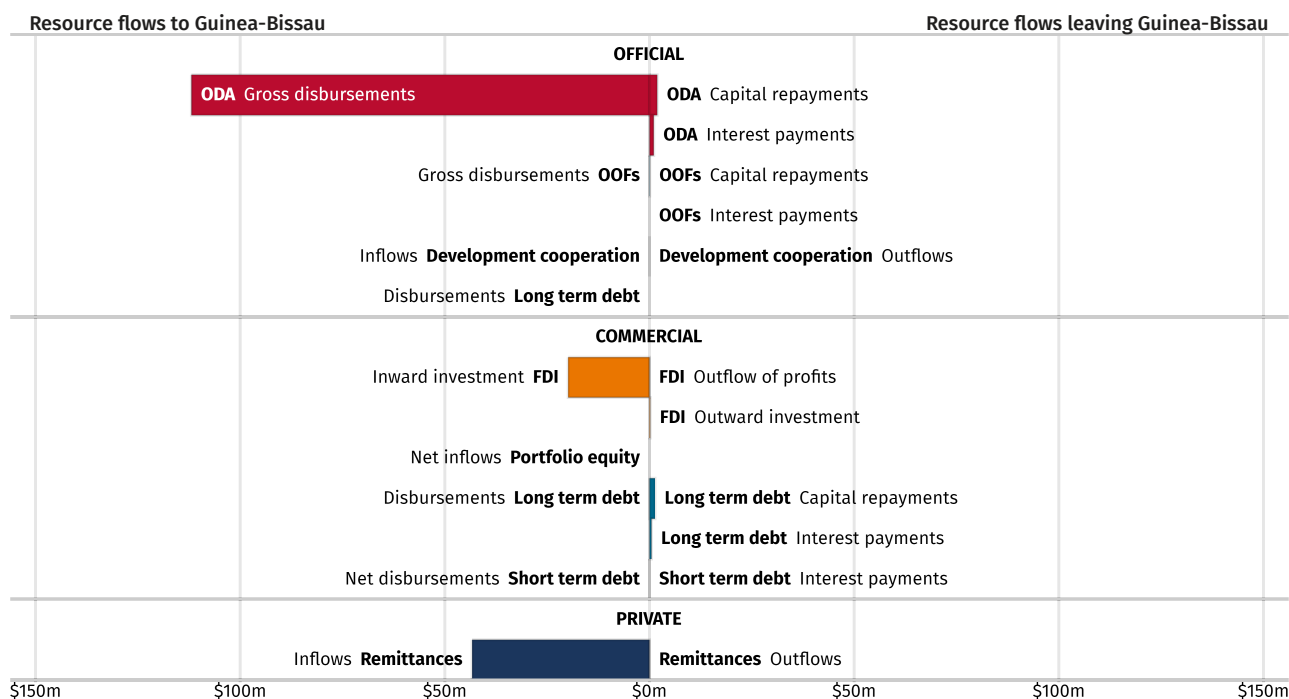 Resource flows to Guinea-Bissau Resource flows leaving Guinea-Bissau
OFFICIAL
ODA Gross disbursements ODA Capital repayments
ODA Interest payments
Gross disbursements OOFs OOFs Capital repayments
OOFs Interest payments
Inflows Development cooperation Development cooperation Outflows
Disbursements Long term debt
COMMERCIAL
Inward investment FDI FDI Outflow of profits
FDI Outward investment
Net inflows Portfolio equity
Disbursements Long term debt Long term debt Capital repayments
Long term debt Interest payments
Net disbursements Short term debt Short term debt Interest payments
PRIVATE
Inflows Remittances Remittances Outflows
$150m $100m $50m $0m $50m $100m $150m